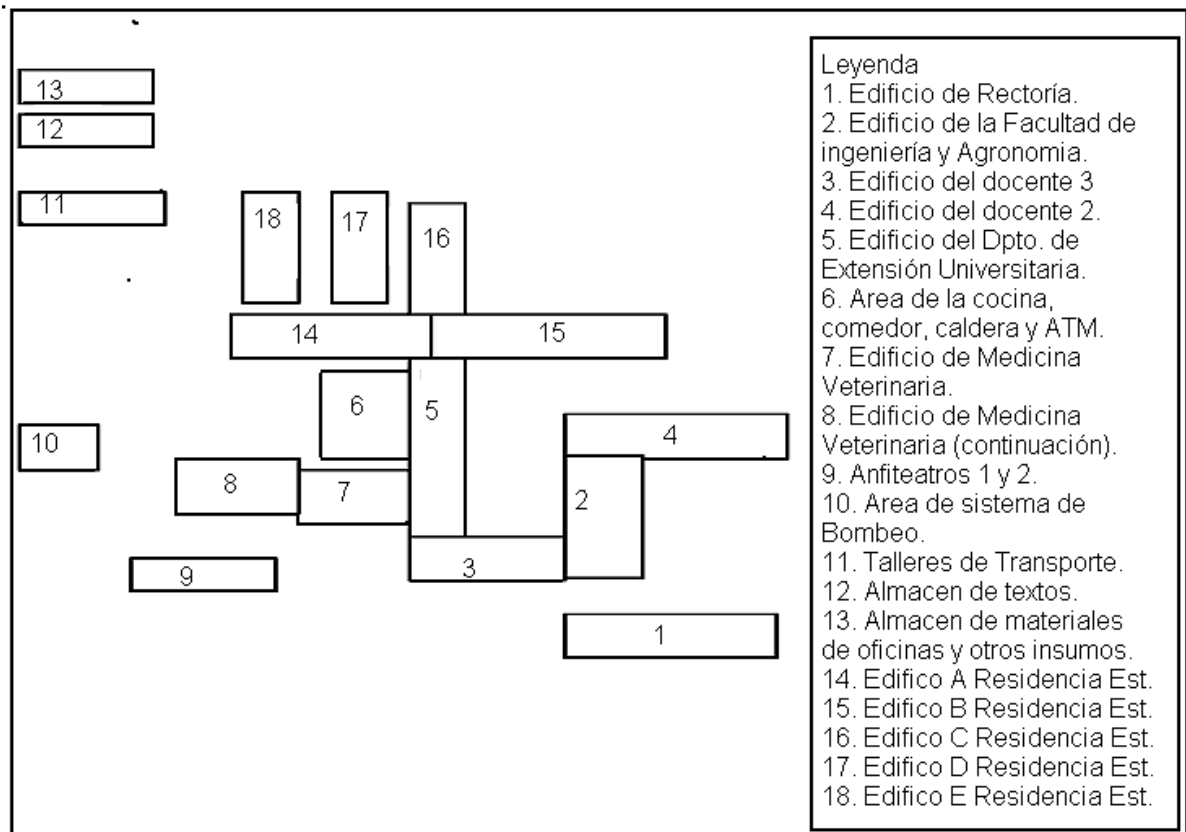 13
12
11
18
17
16
14
15
6
5
4
10
8
7
2
9
3
1
Leyenda
1. Edificio de Rectoría.
2. Edificio de la Facultad de
ingeniería y Agronomia.
3. Edificio del docente 3
4. Edificio del docente 2.
5. Edificio del Dpto. de
Extensión Universitaria.
6. Area de la cocina,
comedor, caldera y ATM.
7. Edificio de Medicina
Veterinaria.
8. Edificio de Medicina
Veterinaria (continuación).
9. Anfiteatros 1 y 2.
10. Area de sistema de
Bombeo.
11. Talleres de Transporte.
12. Almacen de textos.
13. Almacen de materiales
de oficinas y otros insumos.
14. Edifico A Residencia Est.
15. Edifico B Residencia Est.
16. Edifico C Residencia Est.
17. Edifico D Residencia Est.
18. Edifico E Residencia Est.